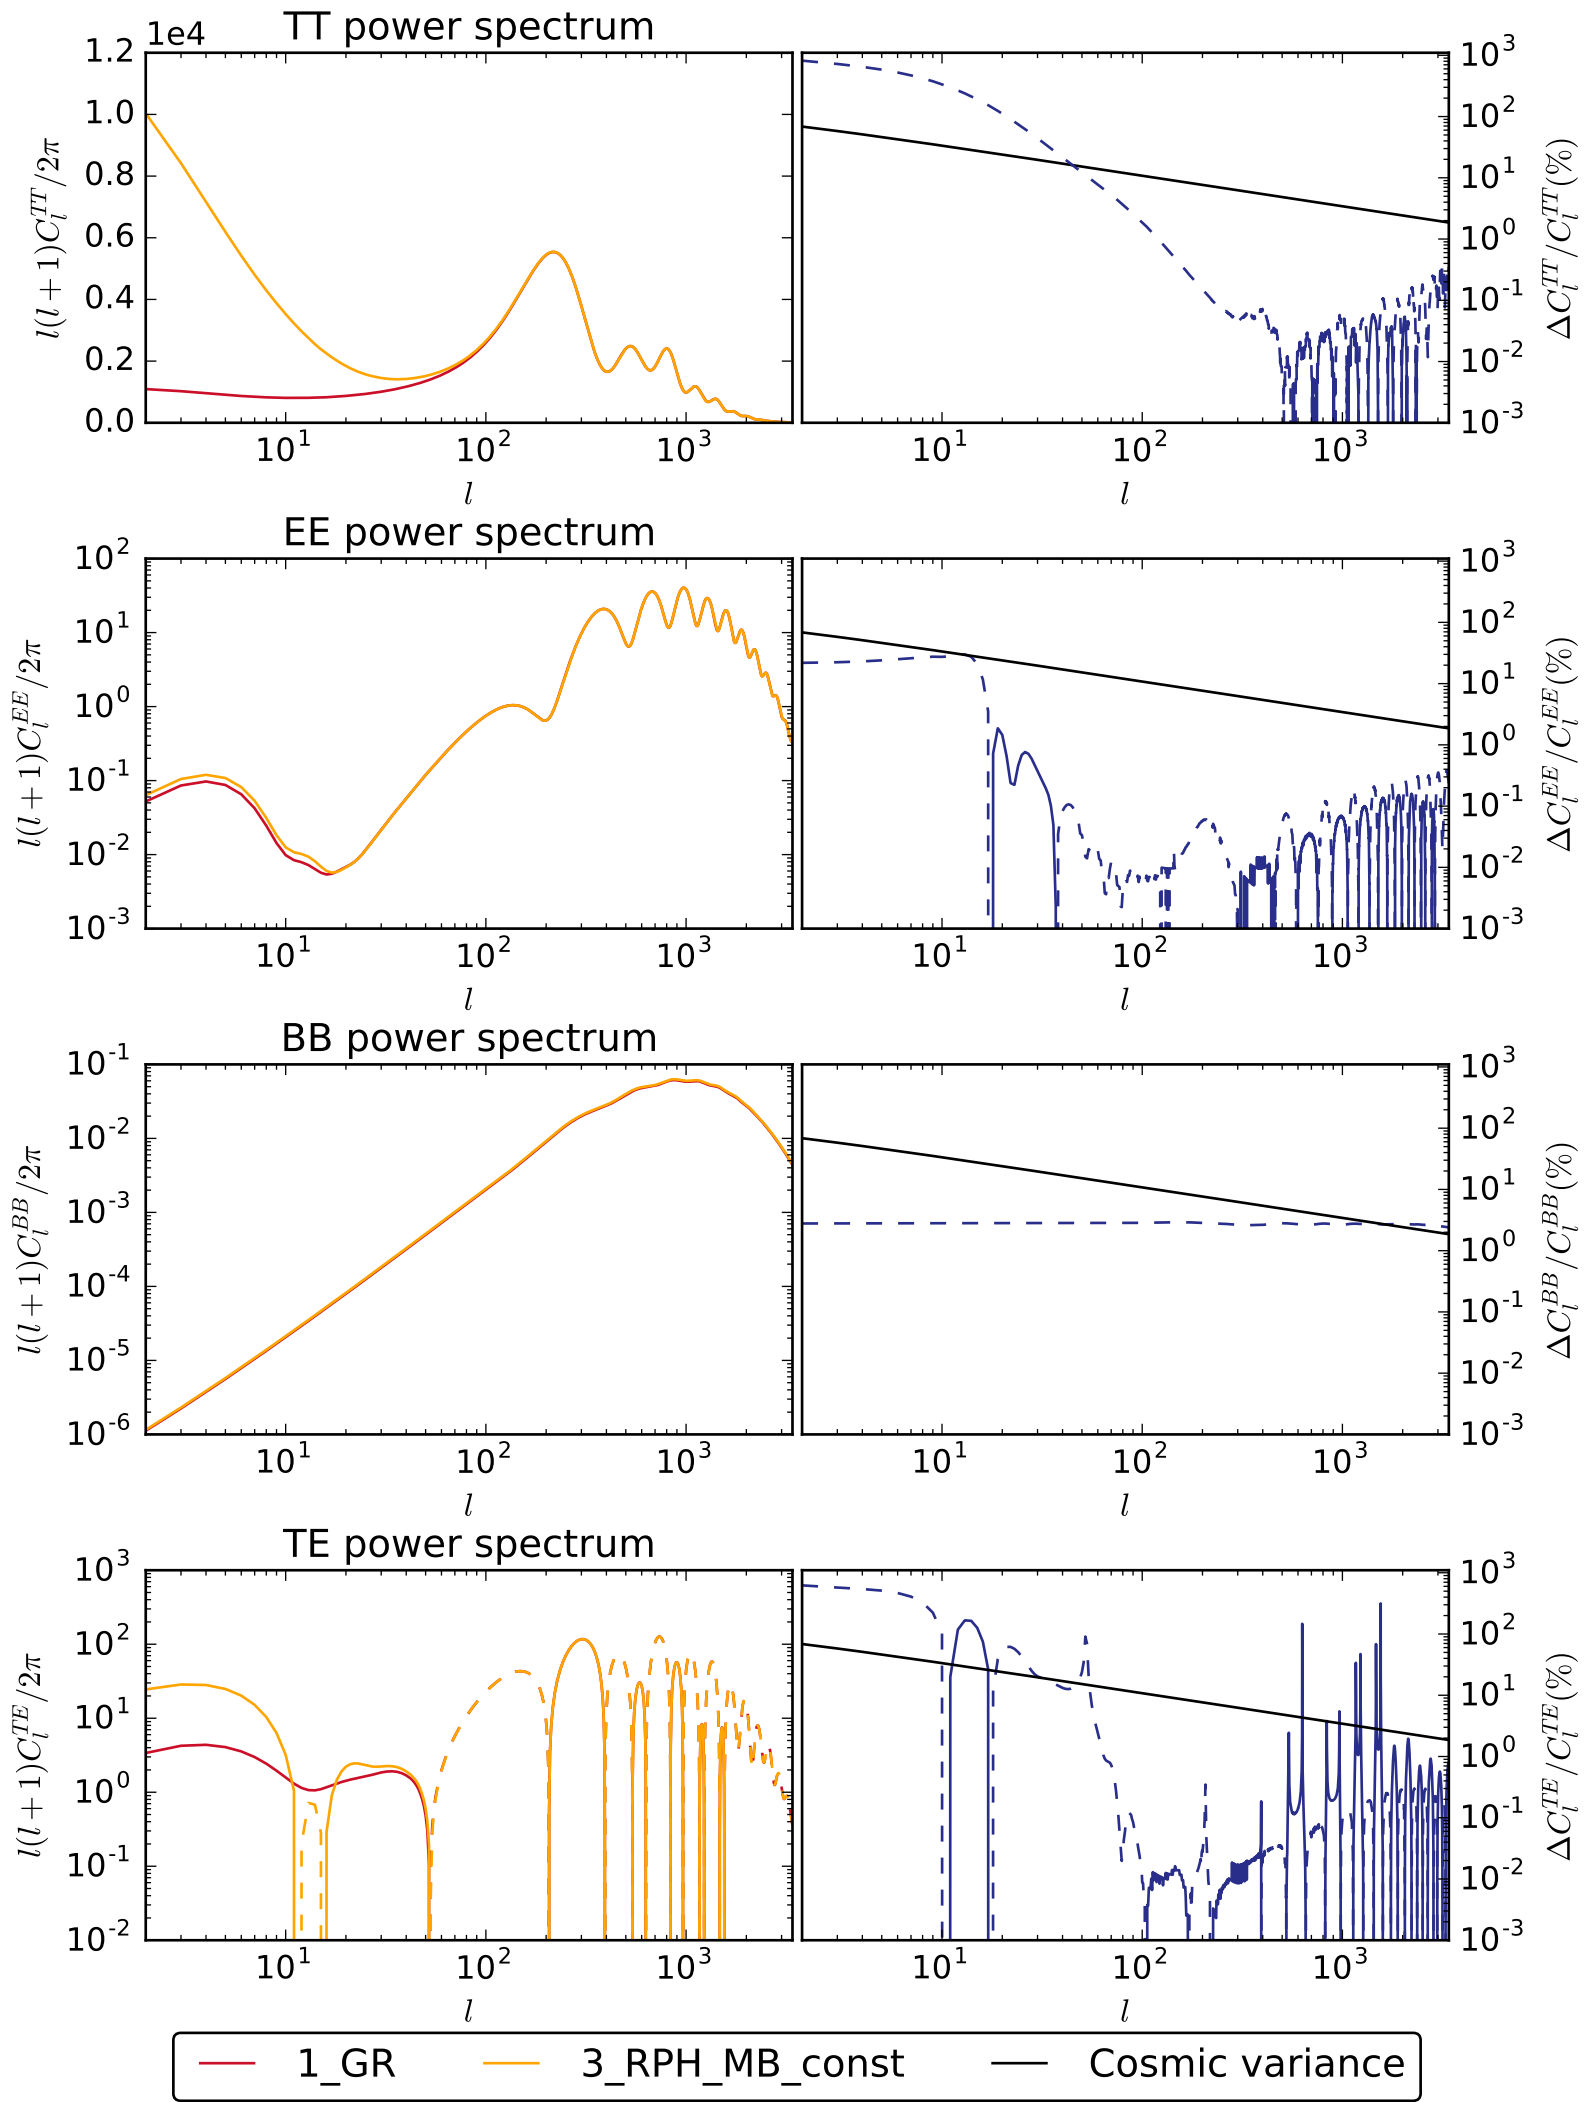 TT power spectrum
1e4
1.2
1.0
0.8
0.6
0.4
0.2
0.0
l(l+1)C_l^{TT}/2π
10^1 10^2 10^3
l
10^3
10^2
10^1
10^0
10^-1
10^-2
10^-3
ΔC_l^{TT}/C_l^{TT}(%)
10^1 10^2 10^3
l
EE power spectrum
10^2
10^1
10^0
10^-1
10^-2
10^-3
l(l+1)C_l^{EE}/2π
10^1 10^2 10^3
l
10^3
10^2
10^1
10^0
10^-1
10^-2
10^-3
ΔC_l^{EE}/C_l^{EE}(%)
10^1 10^2 10^3
l
BB power spectrum
10^-1
10^-2
10^-3
10^-4
10^-5
10^-6
l(l+1)C_l^{BB}/2π
10^1 10^2 10^3
l
10^3
10^2
10^1
10^0
10^-1
10^-2
10^-3
ΔC_l^{BB}/C_l^{BB}(%)
10^1 10^2 10^3
l
TE power spectrum
10^3
10^2
10^1
10^0
10^-1
10^-2
l(l+1)C_l^{TE}/2π
10^1 10^2 10^3
l
10^3
10^2
10^1
10^0
10^-1
10^-2
10^-3
ΔC_l^{TE}/C_l^{TE}(%)
10^1 10^2 10^3
l
1_GR 3_RPH_MB_const Cosmic variance